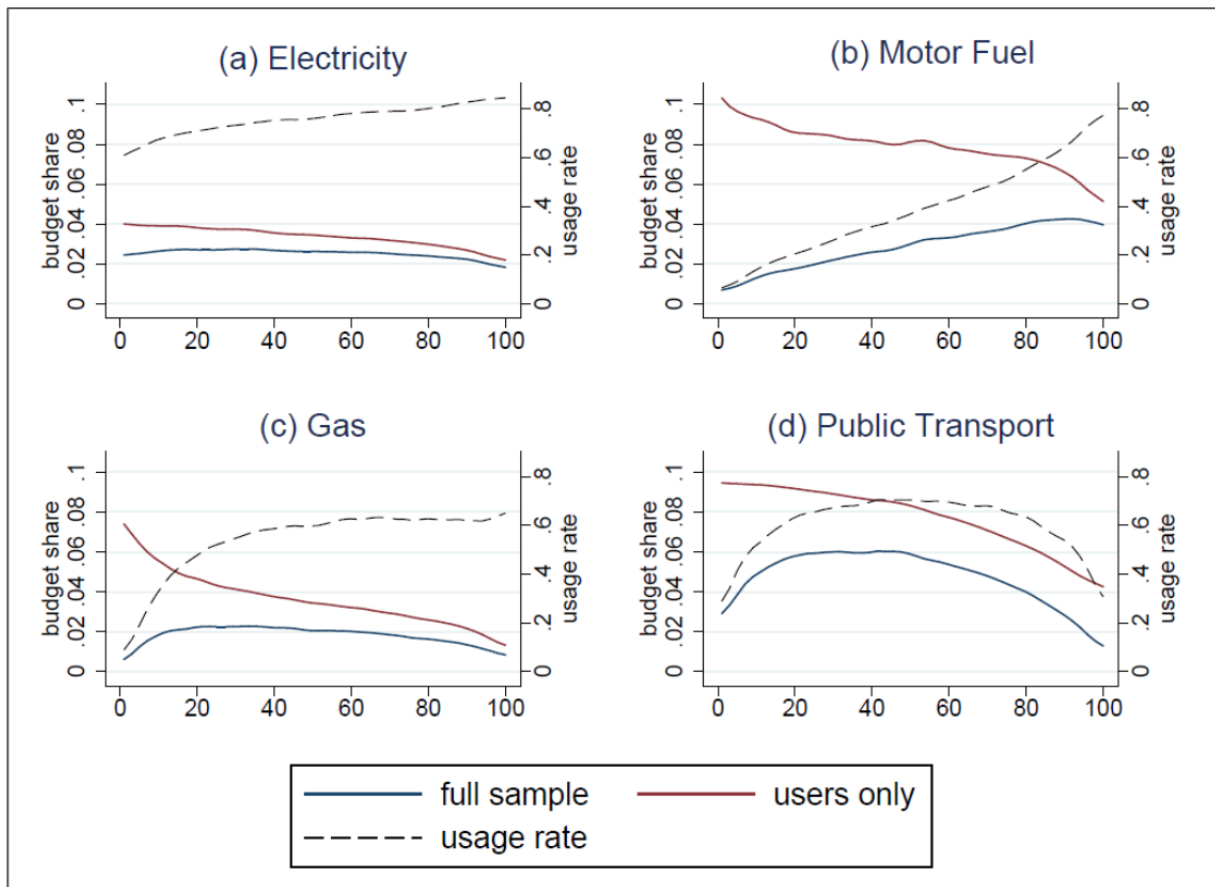 (a) Electricity
budget share
0 .02 .04 .06 .08 .1
usage rate
0 .2 .4 .6 .8
0 20 40 60 80 100
(b) Motor Fuel
budget share
0 .02 .04 .06 .08 .1
usage rate
0 .2 .4 .6 .8
0 20 40 60 80 100
(c) Gas
budget share
0 .02 .04 .06 .08 .1
usage rate
0 .2 .4 .6 .8
0 20 40 60 80 100
(d) Public Transport
budget share
0 .02 .04 .06 .08 .1
usage rate
0 .2 .4 .6 .8
0 20 40 60 80 100
full sample users only
usage rate